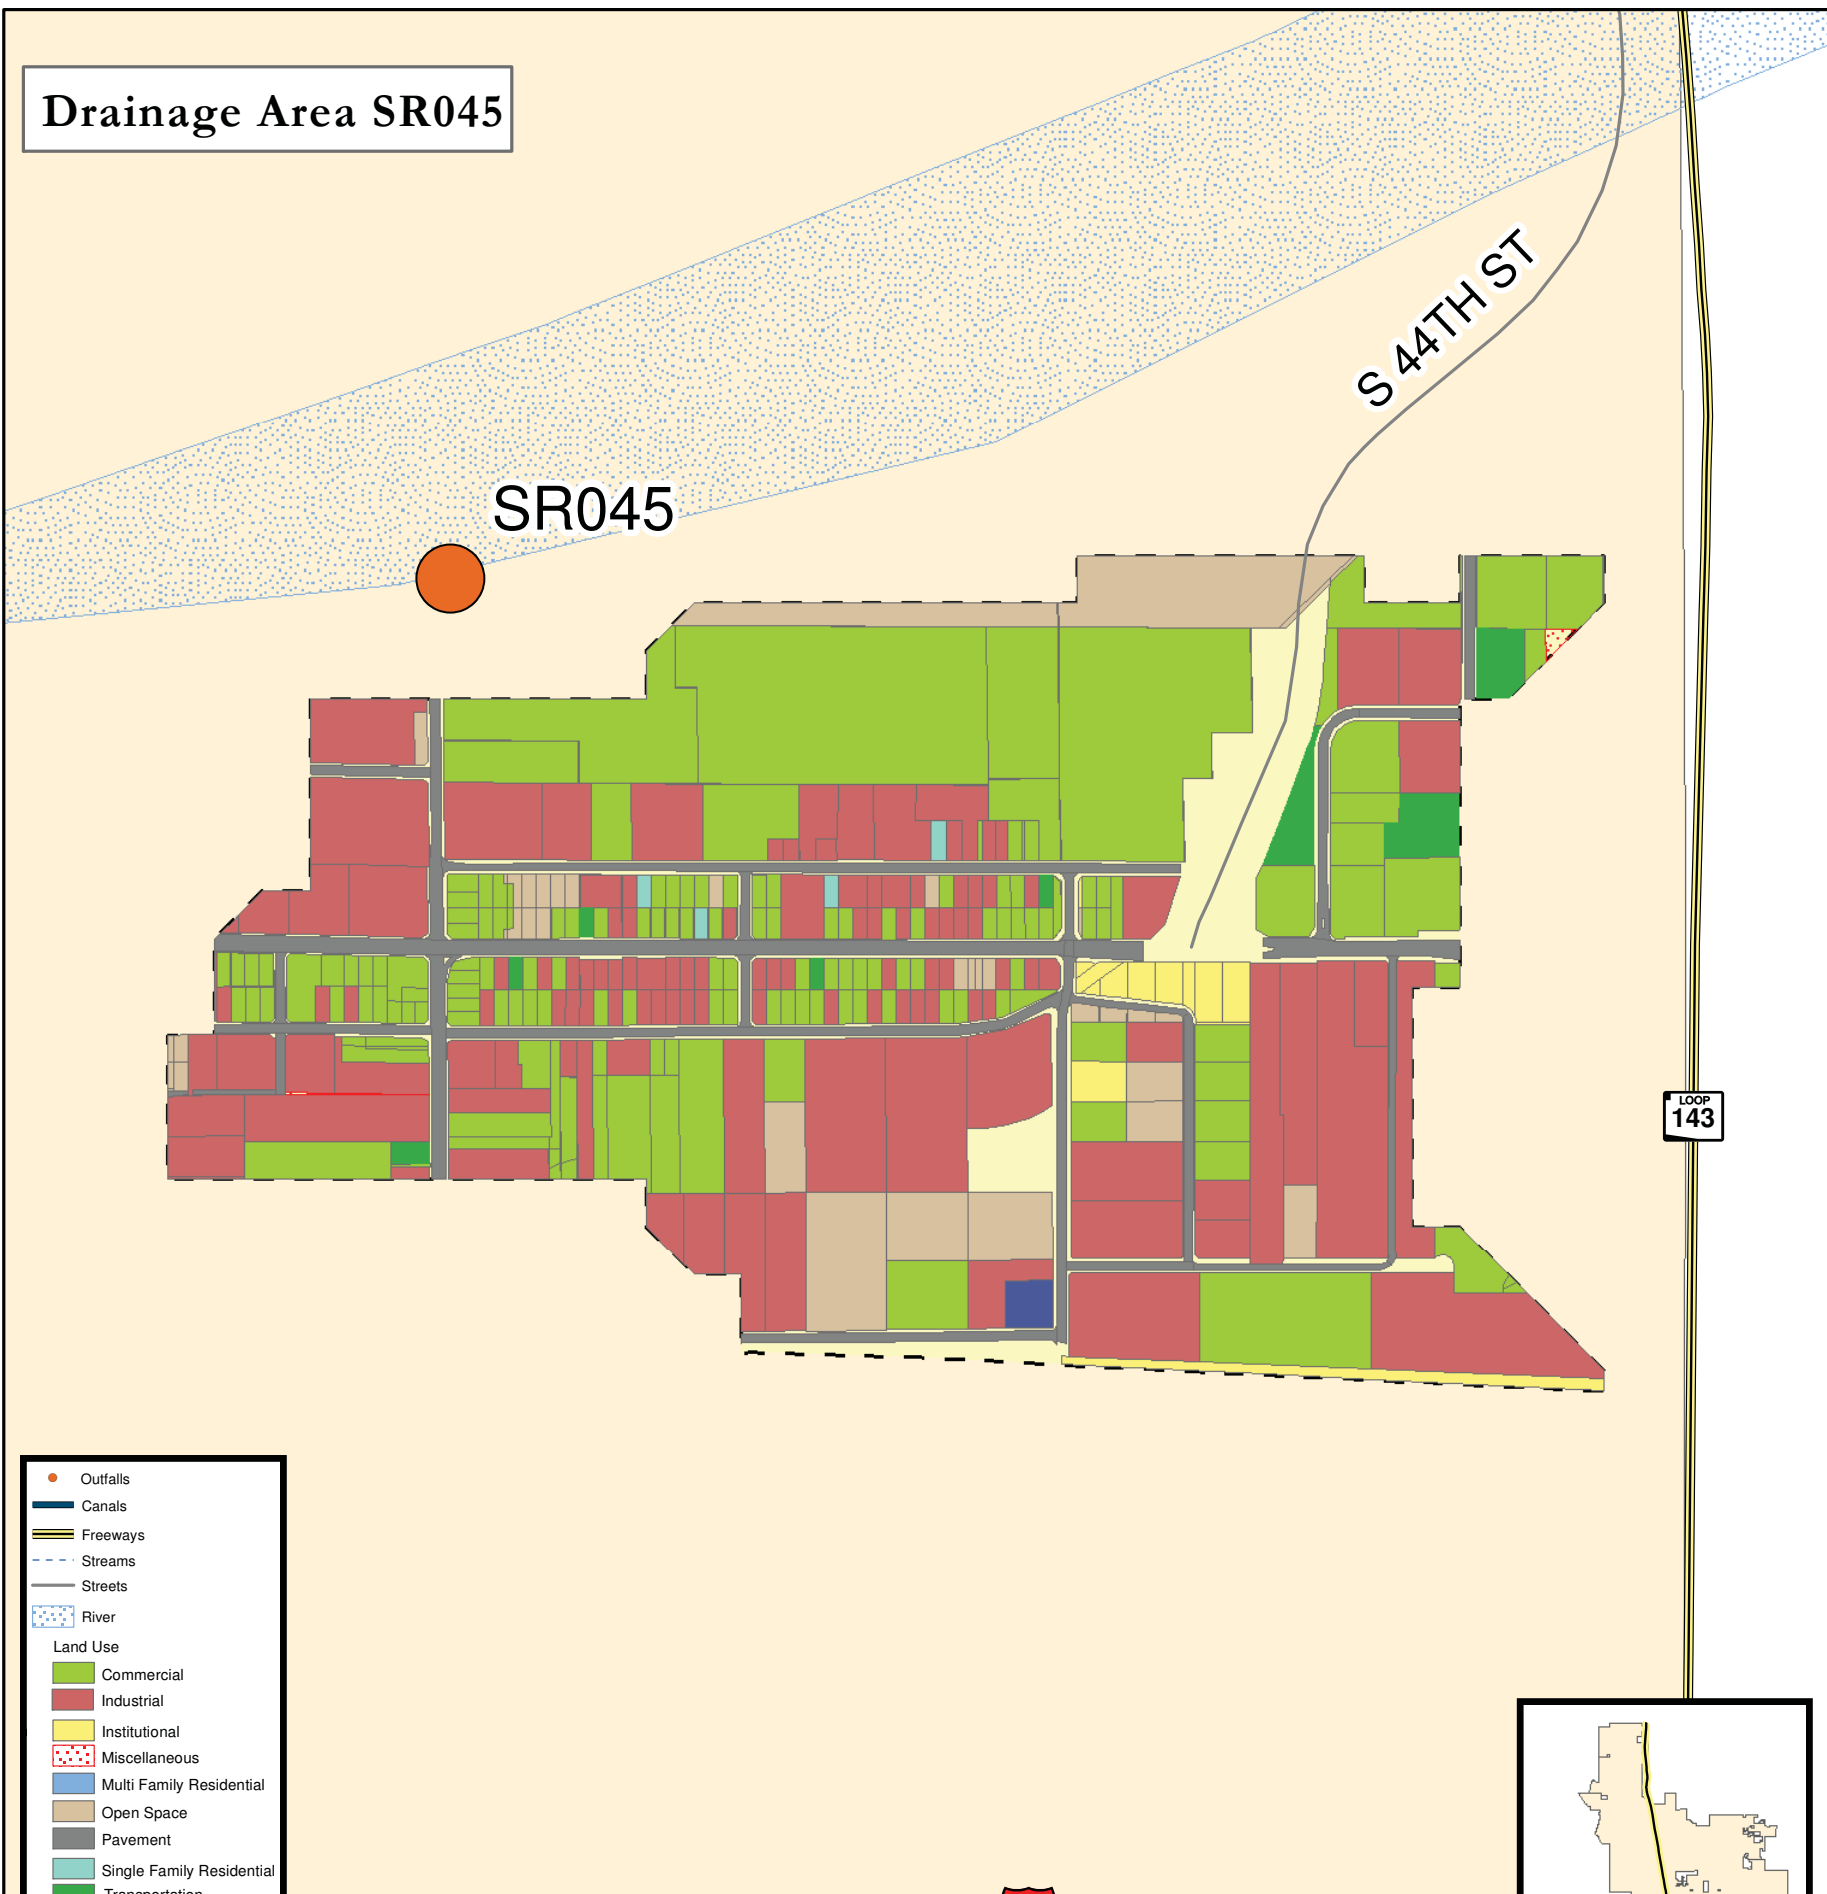 Drainage Area SR045
S 44TH ST
SR045
LOOP
143
Outfalls
Canals
Freeways
Streams
Streets
River
Land Use
Commercial
Industrial
Institutional
Miscellaneous
Multi Family Residential
Open Space
Pavement
Single Family Residential
Transportation